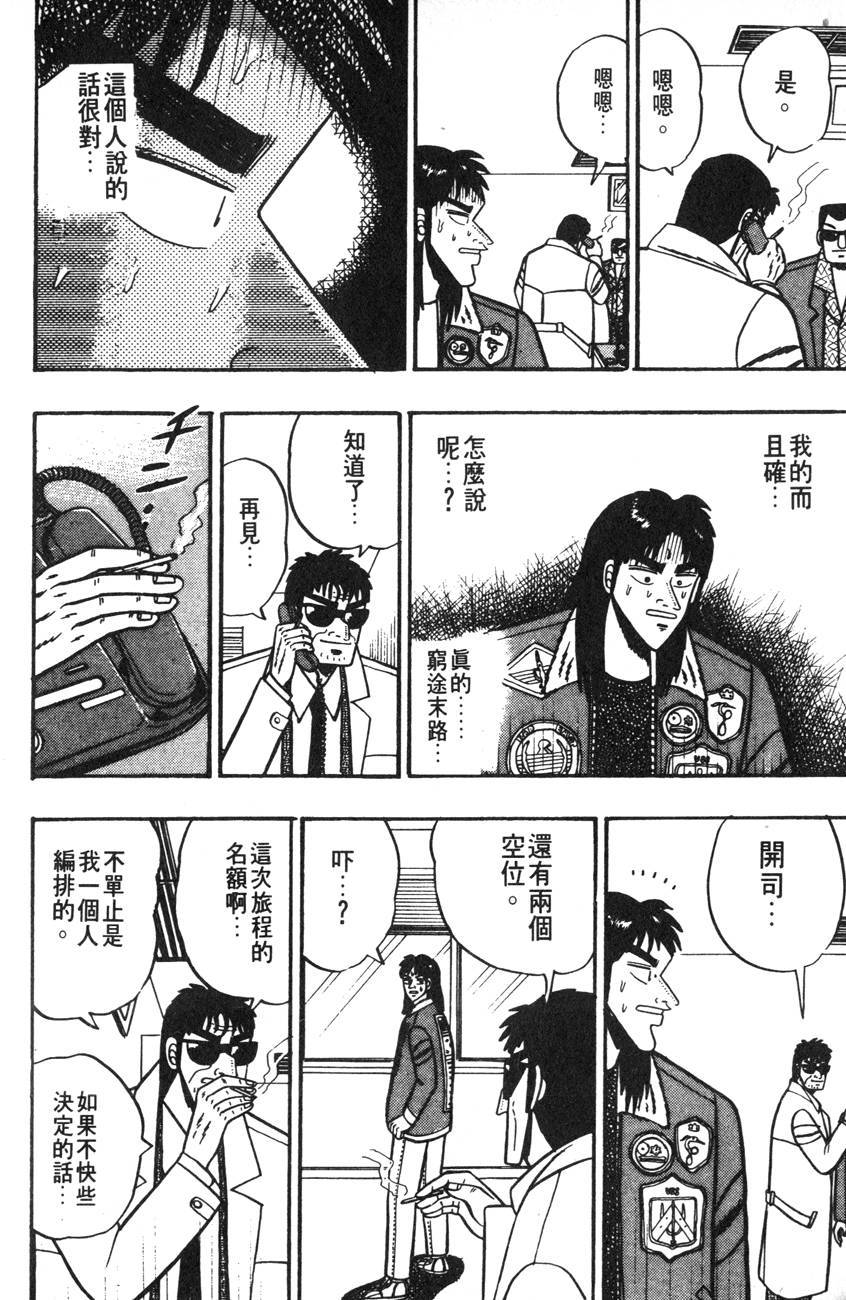 是。
嗯嗯。
嗯嗯⋯
這個人說的
話很對⋯
我的而
且確⋯
怎麼說
呢⋯？
真的⋯⋯
窮途末路⋯
知道了⋯
再見⋯
チン
開司⋯
還有兩個
空位。
吓⋯？
這次旅程的
名額啊⋯
不單止是
我一個人
編排的。
如果不快些
決定的話⋯